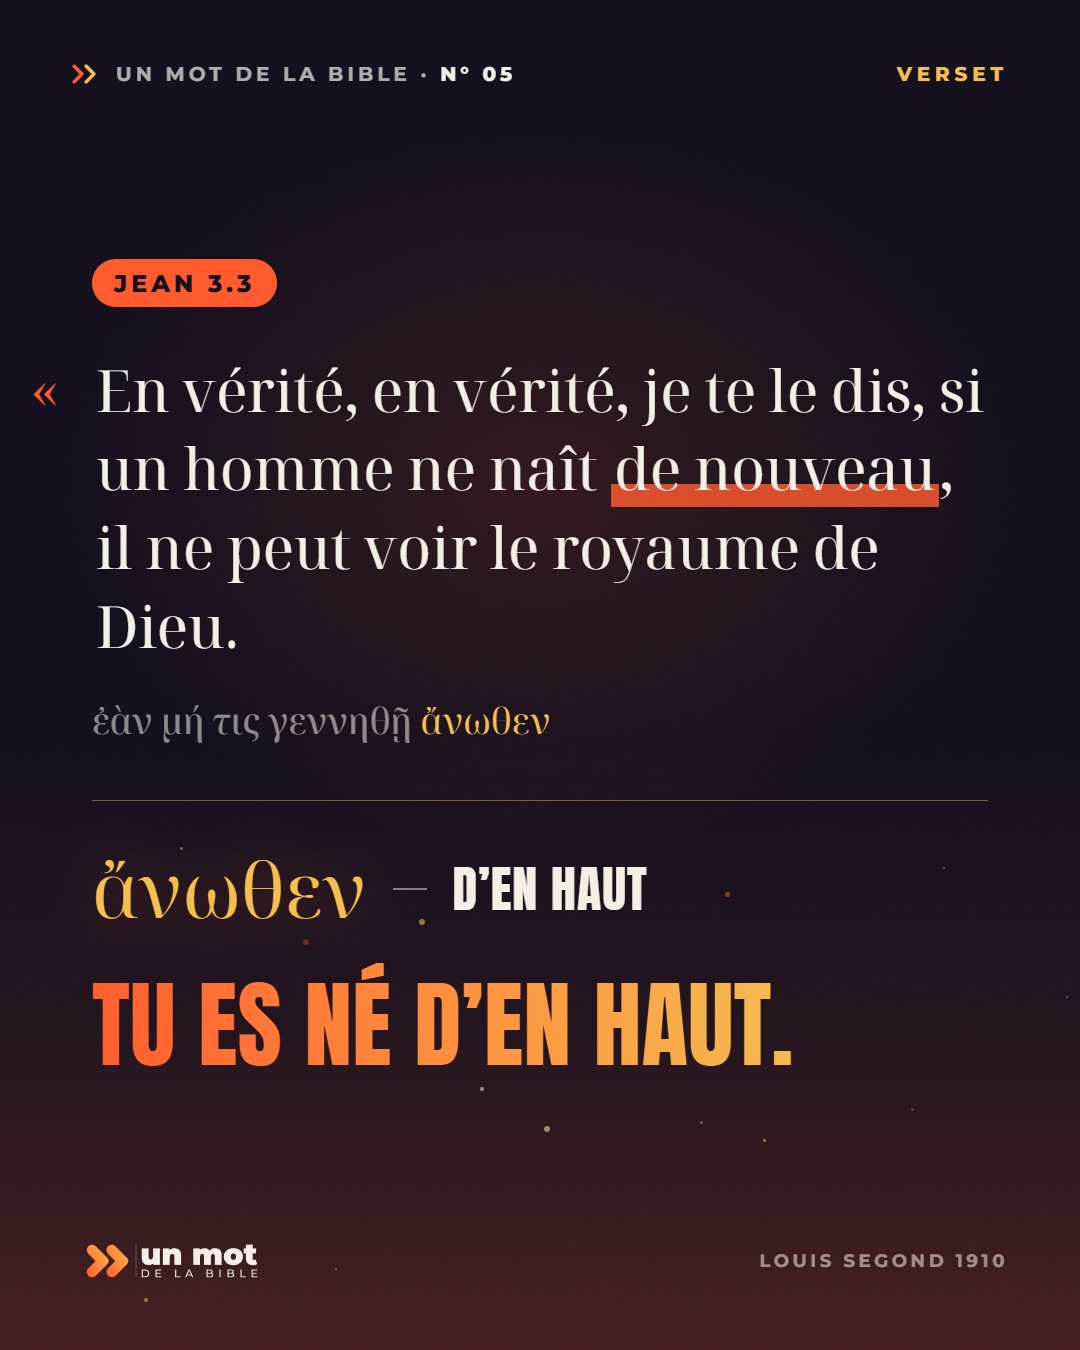 UN MOT DE LA BIBLE · N° 05
VERSET
JEAN 3.3
« En vérité, en vérité, je te le dis, si
un homme ne naît de nouveau,
il ne peut voir le royaume de
Dieu.
ἐὰν μή τις γεννηθῇ ἄνωθεν
ἄνωθεν — D’EN HAUT
TU ES NÉ D’EN HAUT.
un mot
DE LA BIBLE
LOUIS SEGOND 1910